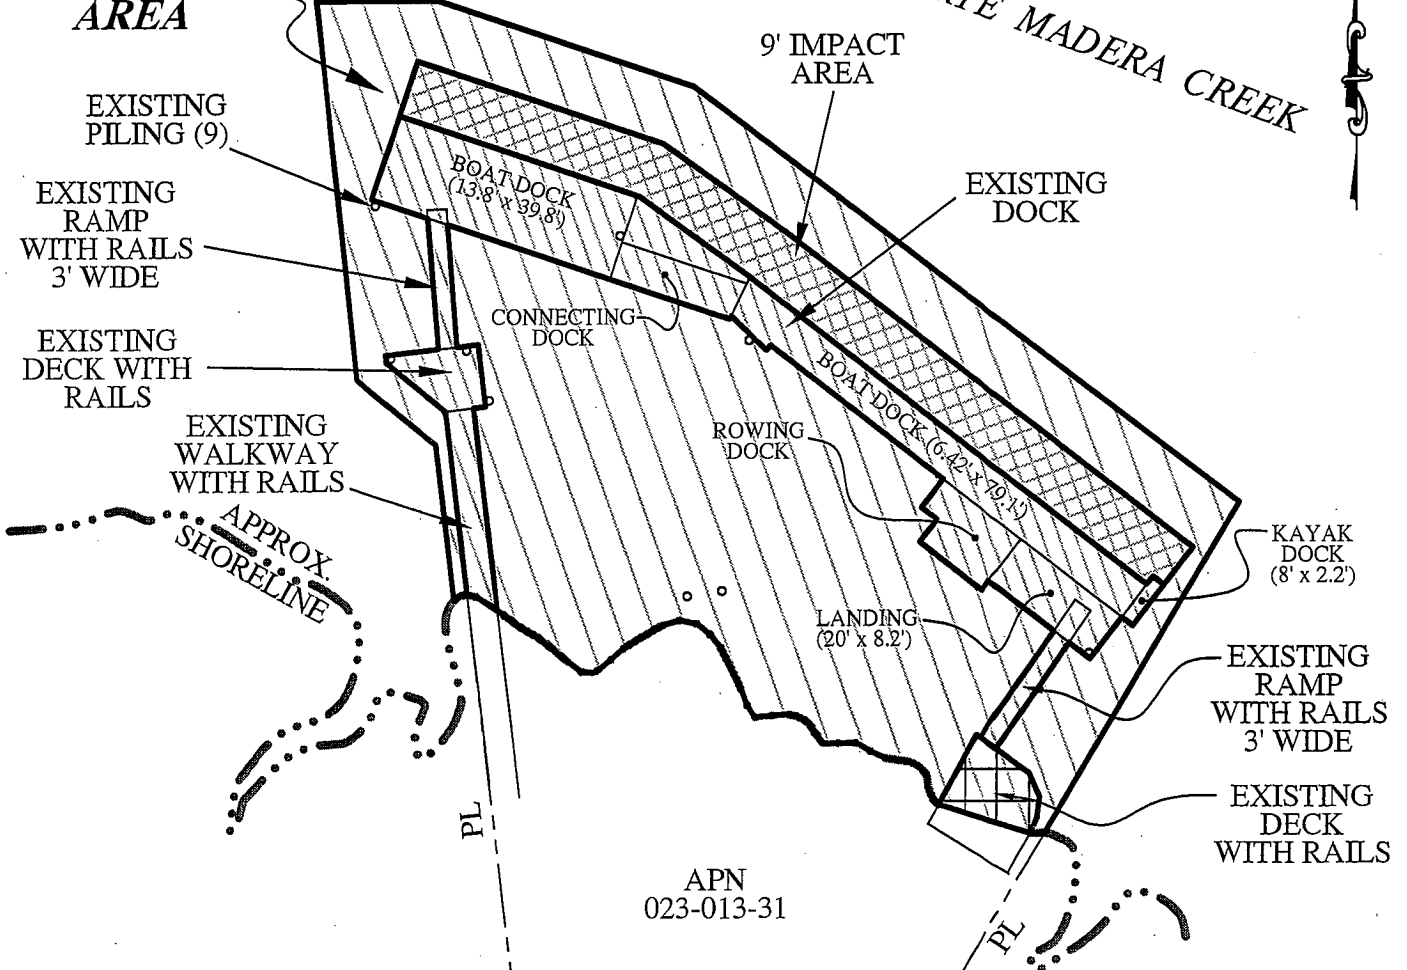 AREA
MADERA CREEK
9' IMPACT
AREA
EXISTING
PILING (9)
EXISTING
RAMP
WITH RAILS
3' WIDE
BOAT DOCK
(13.8' x 39.8')
EXISTING
DOCK
CONNECTING
DOCK
EXISTING
DECK WITH
RAILS
BOAT DOCK (6.42' x 79.1')
ROWING
DOCK
EXISTING
WALKWAY
WITH RAILS
APPROX.
SHORELINE
KAYAK
DOCK
(8' x 2.2')
LANDING
(20' x 8.2')
EXISTING
RAMP
WITH RAILS
3' WIDE
EXISTING
DECK
WITH RAILS
PL
APN
023-013-31
PL